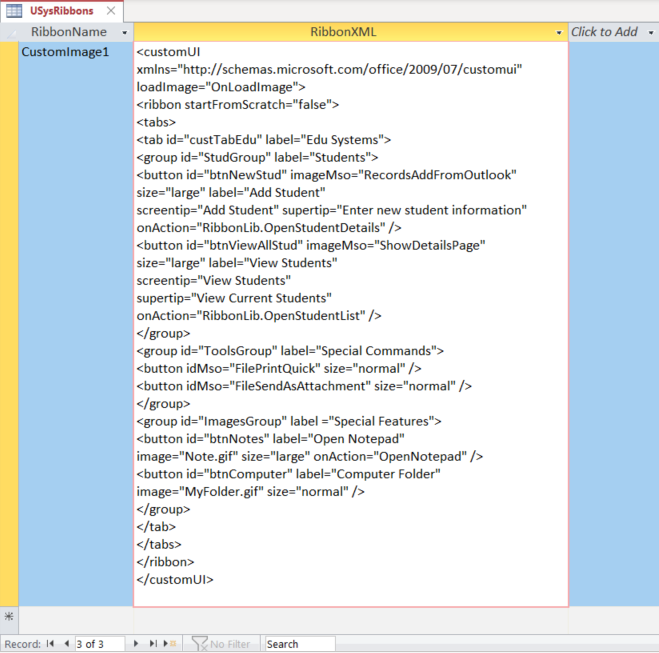 USysRibbons
RibbonName RibbonXML Click to Add
CustomImage1 <customUI
xmlns="http://schemas.microsoft.com/office/2009/07/customui"
loadImage="OnLoadImage">
<ribbon startFromScratch="false">
<tabs>
<tab id="custTabEdu" label="Edu Systems">
<group id="StudGroup" label="Students">
<button id="btnNewStud" imageMso="RecordsAddFromOutlook"
size="large" label="Add Student"
screentip="Add Student" supertip="Enter new student information"
onAction="RibbonLib.OpenStudentDetails" />
<button id="btnViewAllStud" imageMso="ShowDetailsPage"
size="large" label="View Students"
screentip="View Students"
supertip="View Current Students"
onAction="RibbonLib.OpenStudentList" />
</group>
<group id="ToolsGroup" label="Special Commands">
<button idMso="FilePrintQuick" size="normal" />
<button idMso="FileSendAsAttachment" size="normal" />
</group>
<group id="ImagesGroup" label ="Special Features">
<button id="btnNotes" label="Open Notepad"
image="Note.gif" size="large" onAction="OpenNotepad" />
<button id="btnComputer" label="Computer Folder"
image="MyFolder.gif" size="normal" />
</group>
</tab>
</tabs>
</ribbon>
</customUI>
Record: 3 of 3 No Filter Search